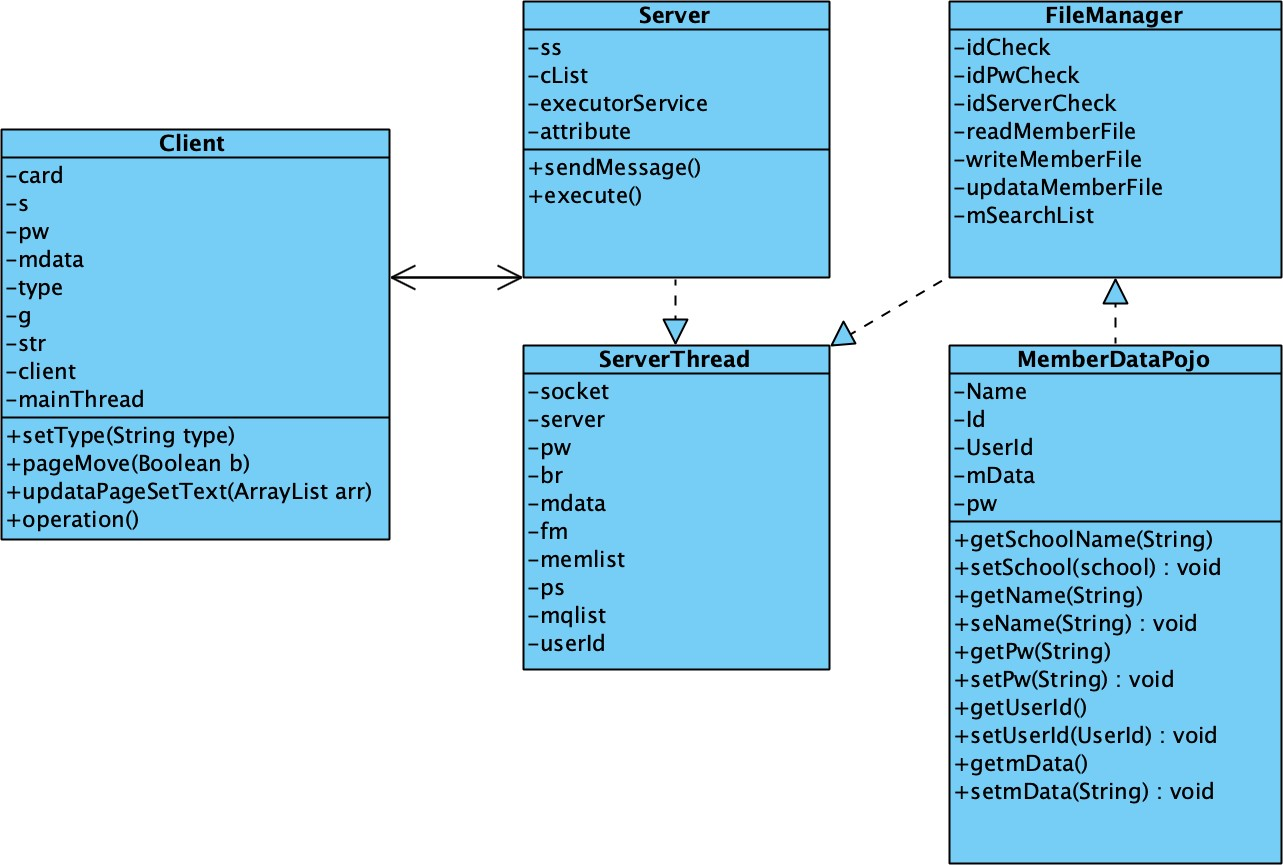 Client
-card
-s
-pw
-mdata
-type
-g
-str
-client
-mainThread
+setType(String type)
+pageMove(Boolean b)
+updataPageSetText(ArrayList arr)
+operation()
Server
-ss
-cList
-executorService
-attribute
+sendMessage()
+execute()
ServerThread
-socket
-server
-pw
-br
-mdata
-fm
-memlist
-ps
-mqlist
-userId
FileManager
-idCheck
-idPwCheck
-idServerCheck
-readMemberFile
-writeMemberFile
-updataMemberFile
-mSearchList
MemberDataPojo
-Name
-Id
-UserId
-mData
-pw
+getSchoolName(String)
+setSchool(school) : void
+getName(String)
+seName(String) : void
+getPw(String)
+setPw(String) : void
+getUserId()
+setUserId(UserId) : void
+getmData()
+setmData(String) : void